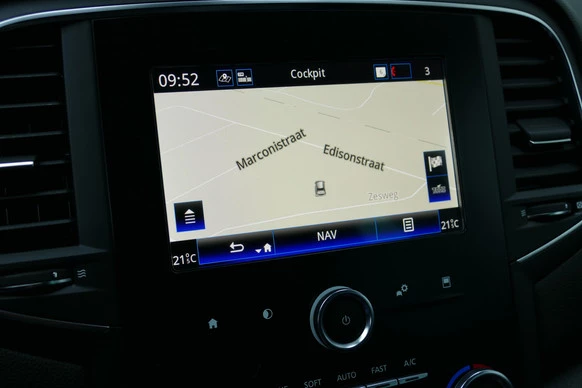 09:52 Cockpit 3
Marconistraat
Edisonstraat
Zesweg
21°C NAV 21°C
SOFT AUTO FAST A/C